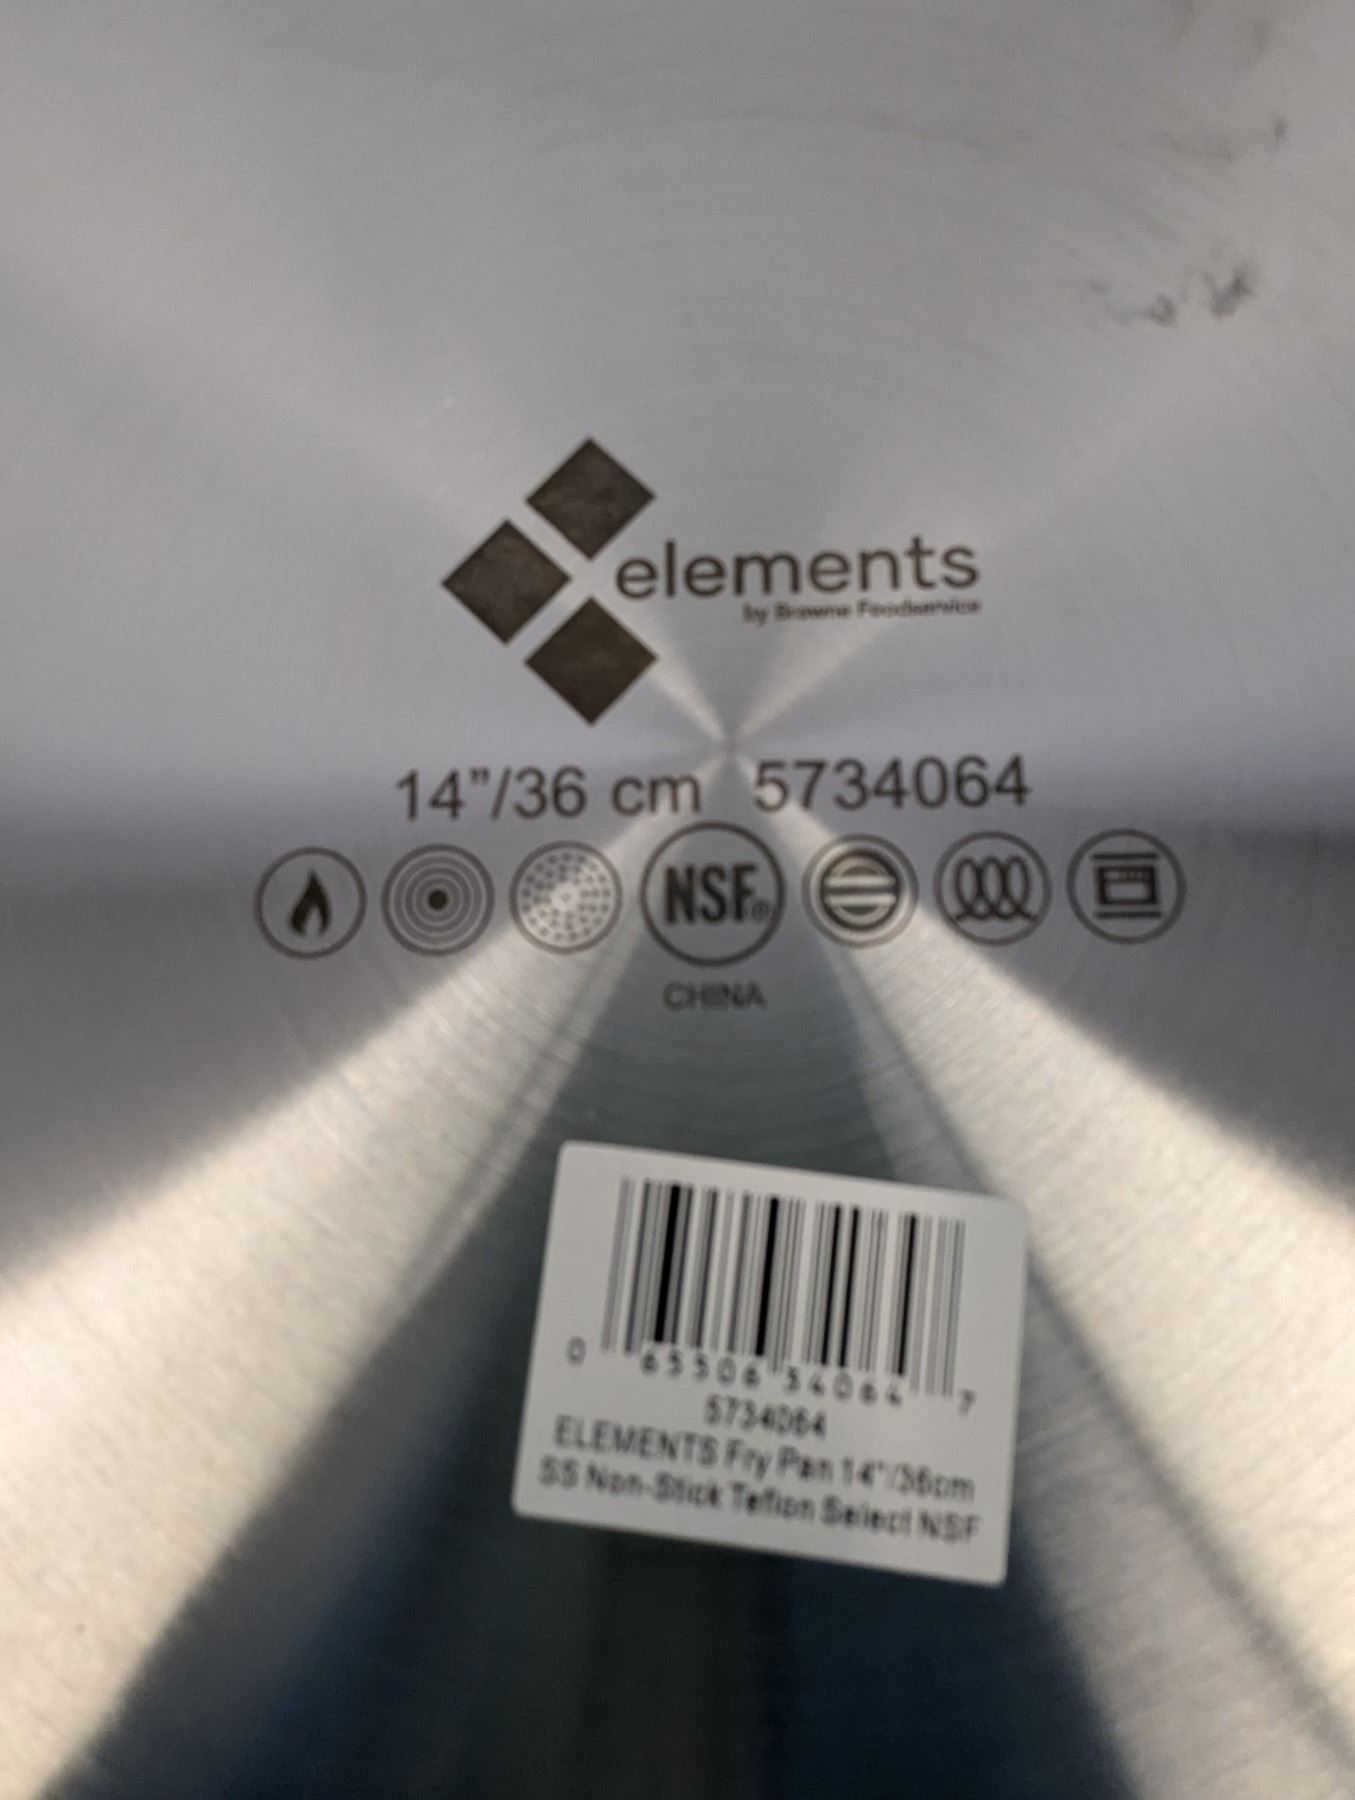 elements
by Browne Foodservice
14"/36 cm 5734064
NSF®
CHINA
0 65506 34064 7
5734064
ELEMENTS Fry Pan 14"/36cm
SS Non-Stick Teflon Select NSF